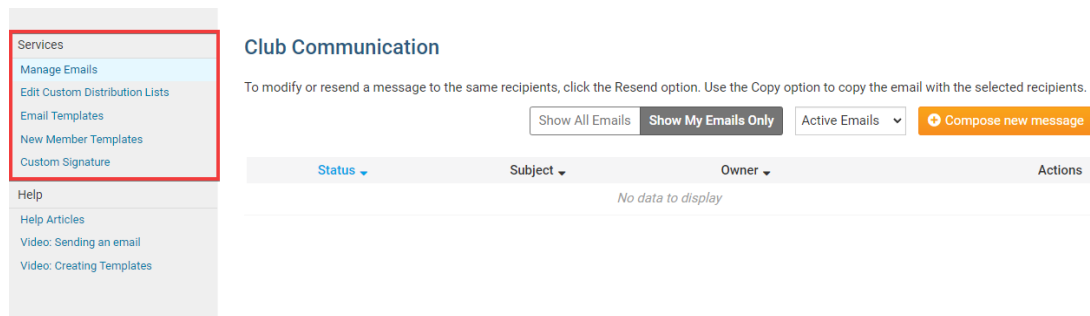 Services
Manage Emails
Edit Custom Distribution Lists
Email Templates
New Member Templates
Custom Signature
Help
Help Articles
Video: Sending an email
Video: Creating Templates
Club Communication
To modify or resend a message to the same recipients, click the Resend option. Use the Copy option to copy the email with the selected recipients.
Show All Emails Show My Emails Only Active Emails Compose new message
Status Subject Owner Actions
No data to display